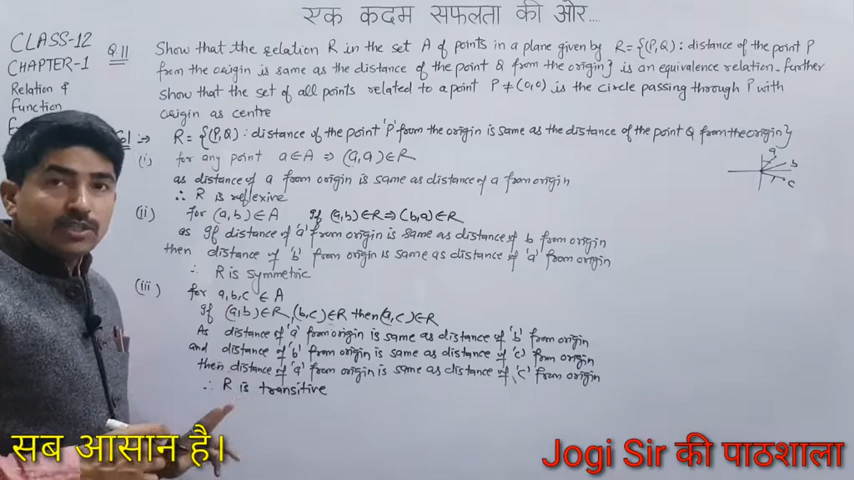 एक कदम सफलता की ओर....
CLASS-12
CHAPTER-1
Relation &
Function
Q.11 Show that the relation R in the set A of points in a plane given by R = {(P,Q) : distance of the point P
from the origin is same as the distance of the point Q from the origin} is an equivalence relation. Further
show that the set of all points related to a point P ≠ (0,0) is the circle passing through P with
origin as centre
Sol :→ R = {(P,Q) : distance of the point 'P' from the origin is same as the distance of the point Q from the origin}
(i) for any point a ∈ A ⇒ (a,a) ∈ R
as distance of a from origin is same as distance of a from origin
∴ R is reflexive
(ii) for (a,b) ∈ A If (a,b) ∈ R ⇒ (b,a) ∈ R
as If distance of 'a' from origin is same as distance of b from origin
then distance of 'b' from origin is same as distance of 'a' from origin
∴ R is symmetric
(iii) for a,b,c ∈ A
If (a,b) ∈ R, (b,c) ∈ R then (a,c) ∈ R
As distance of 'a' from origin is same as distance of 'b' from origin
and distance of 'b' from origin is same as distance of 'c' from origin
then distance of 'a' from origin is same as distance of 'c' from origin
∴ R is transitive
a
b
c
सब आसान है।
Jogi Sir की पाठशाला